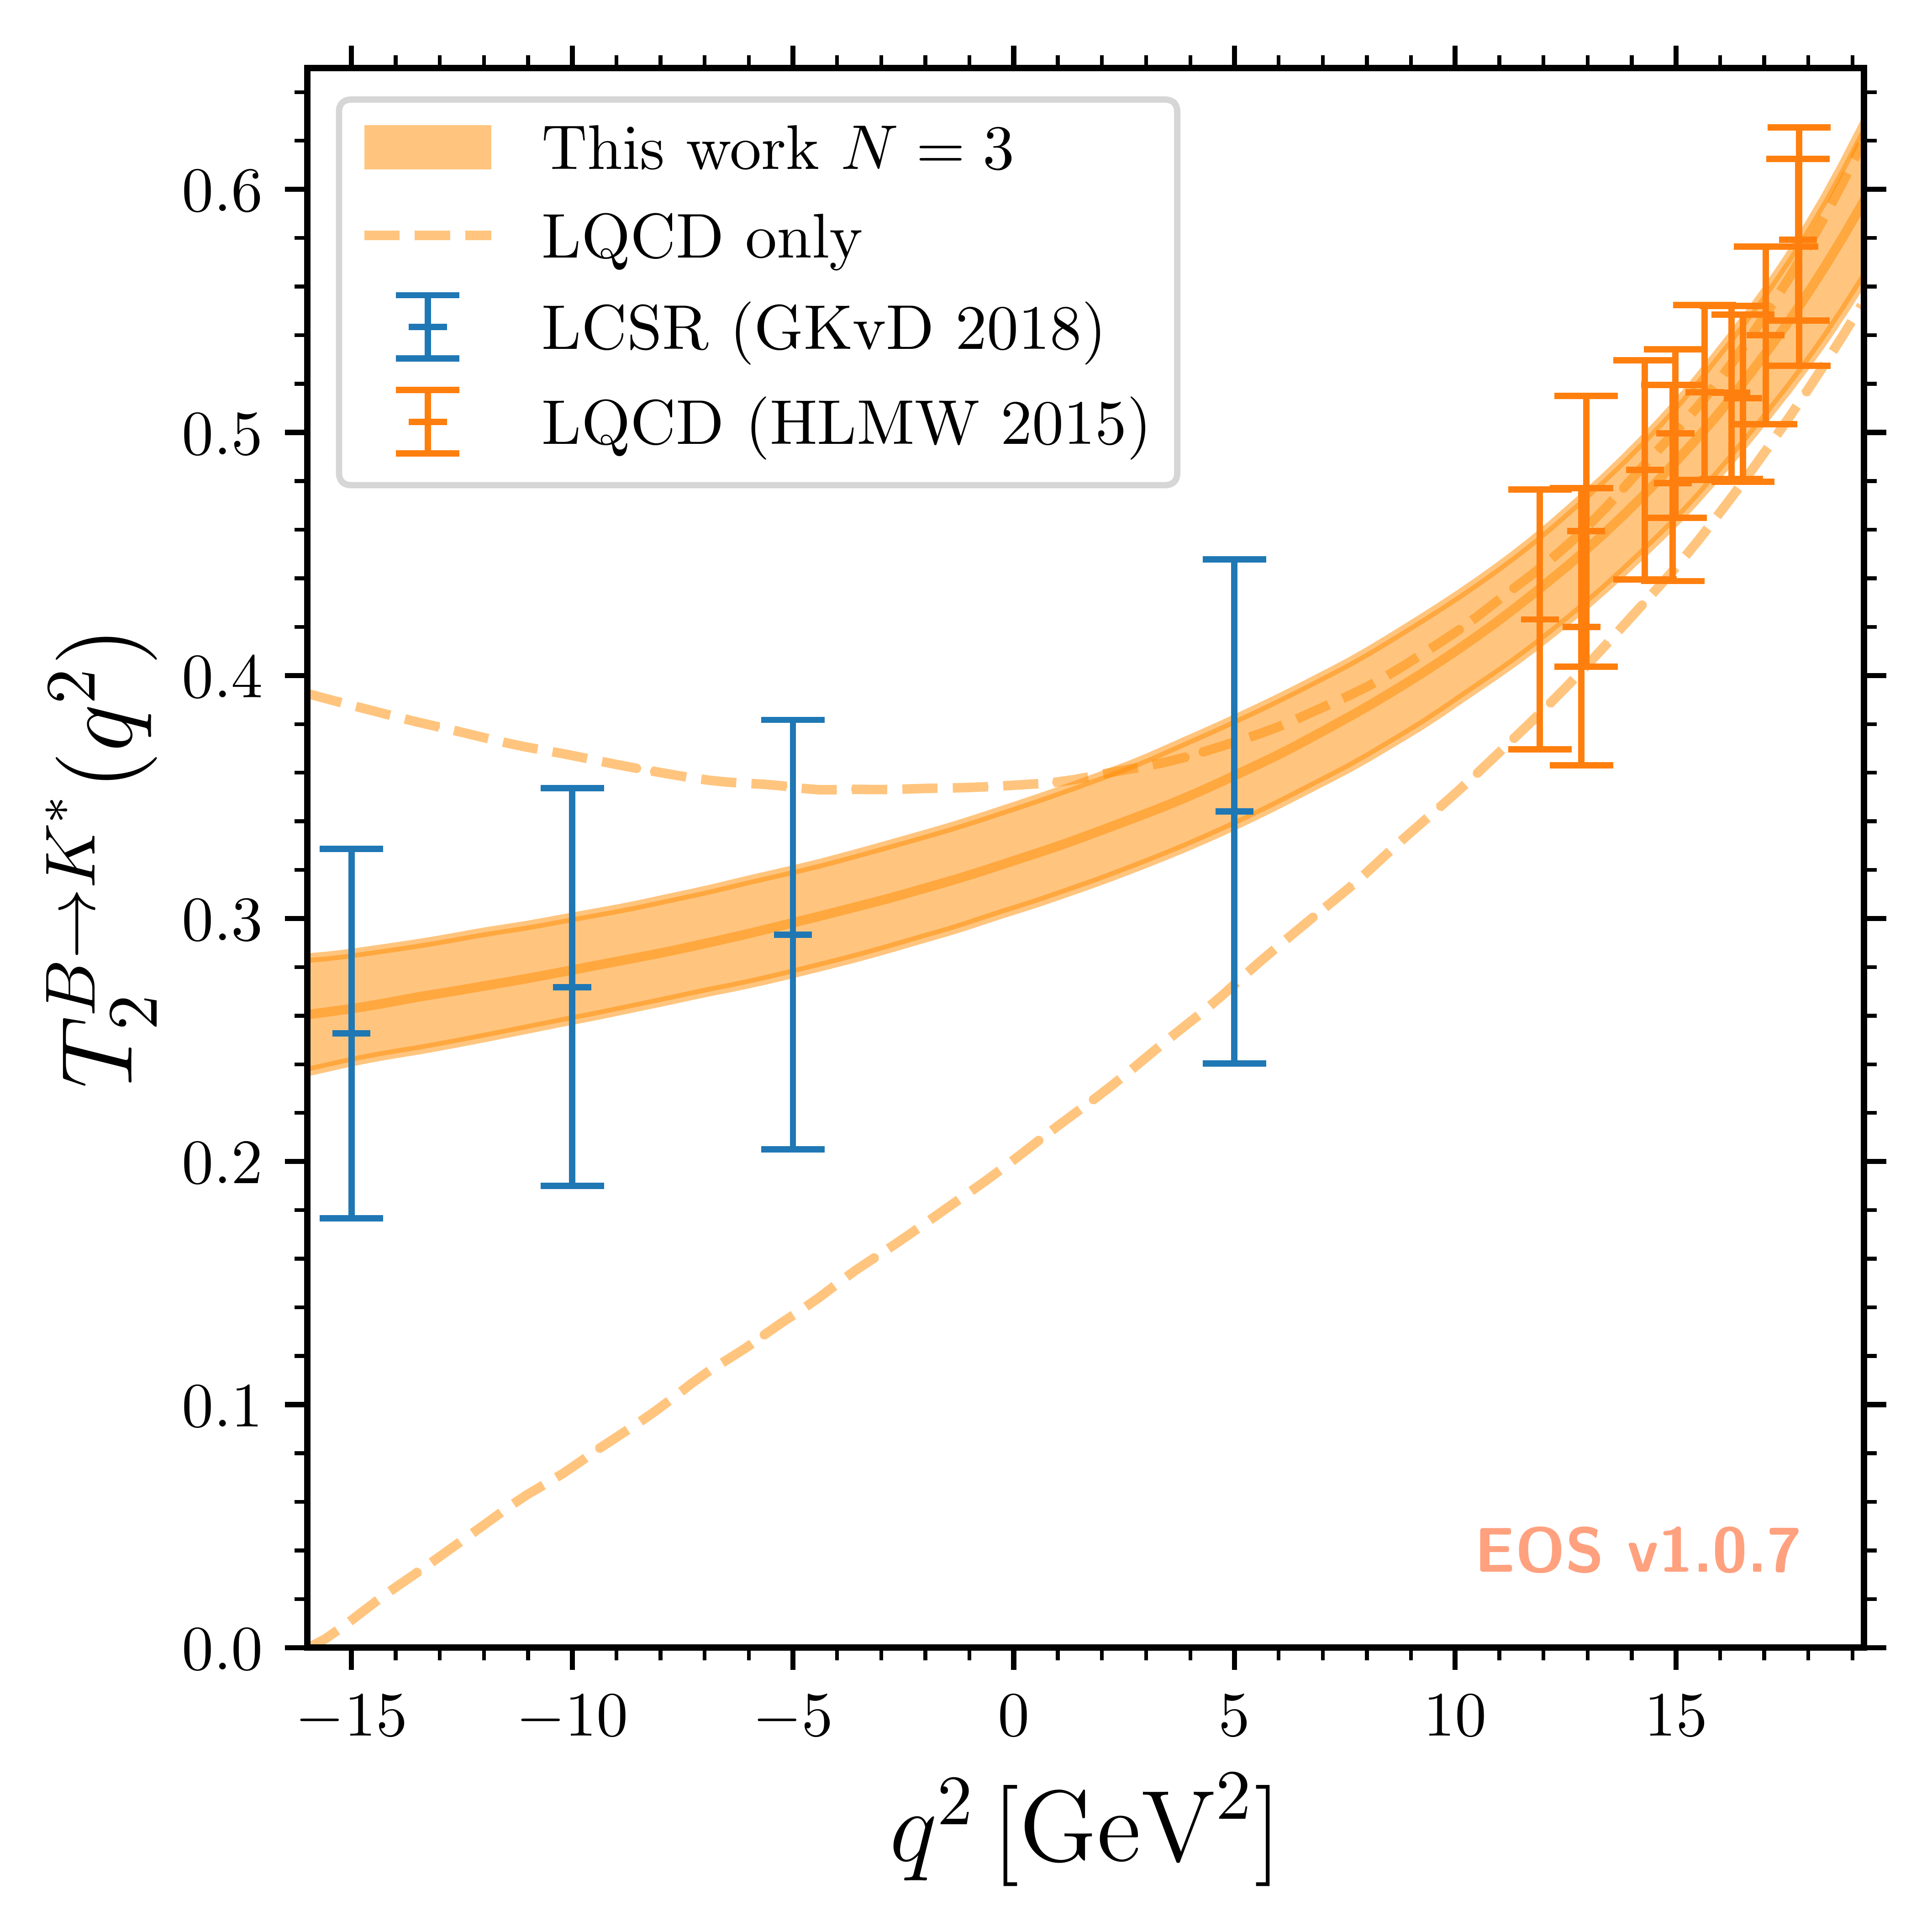 This work N = 3
LQCD only
LCSR (GKvD 2018)
LQCD (HLMW 2015)
0.6
0.5
0.4
0.3
0.2
0.1
0.0
T₂^{B→K*}(q²)
EOS v1.0.7
−15 −10 −5 0 5 10 15
q² [GeV²]